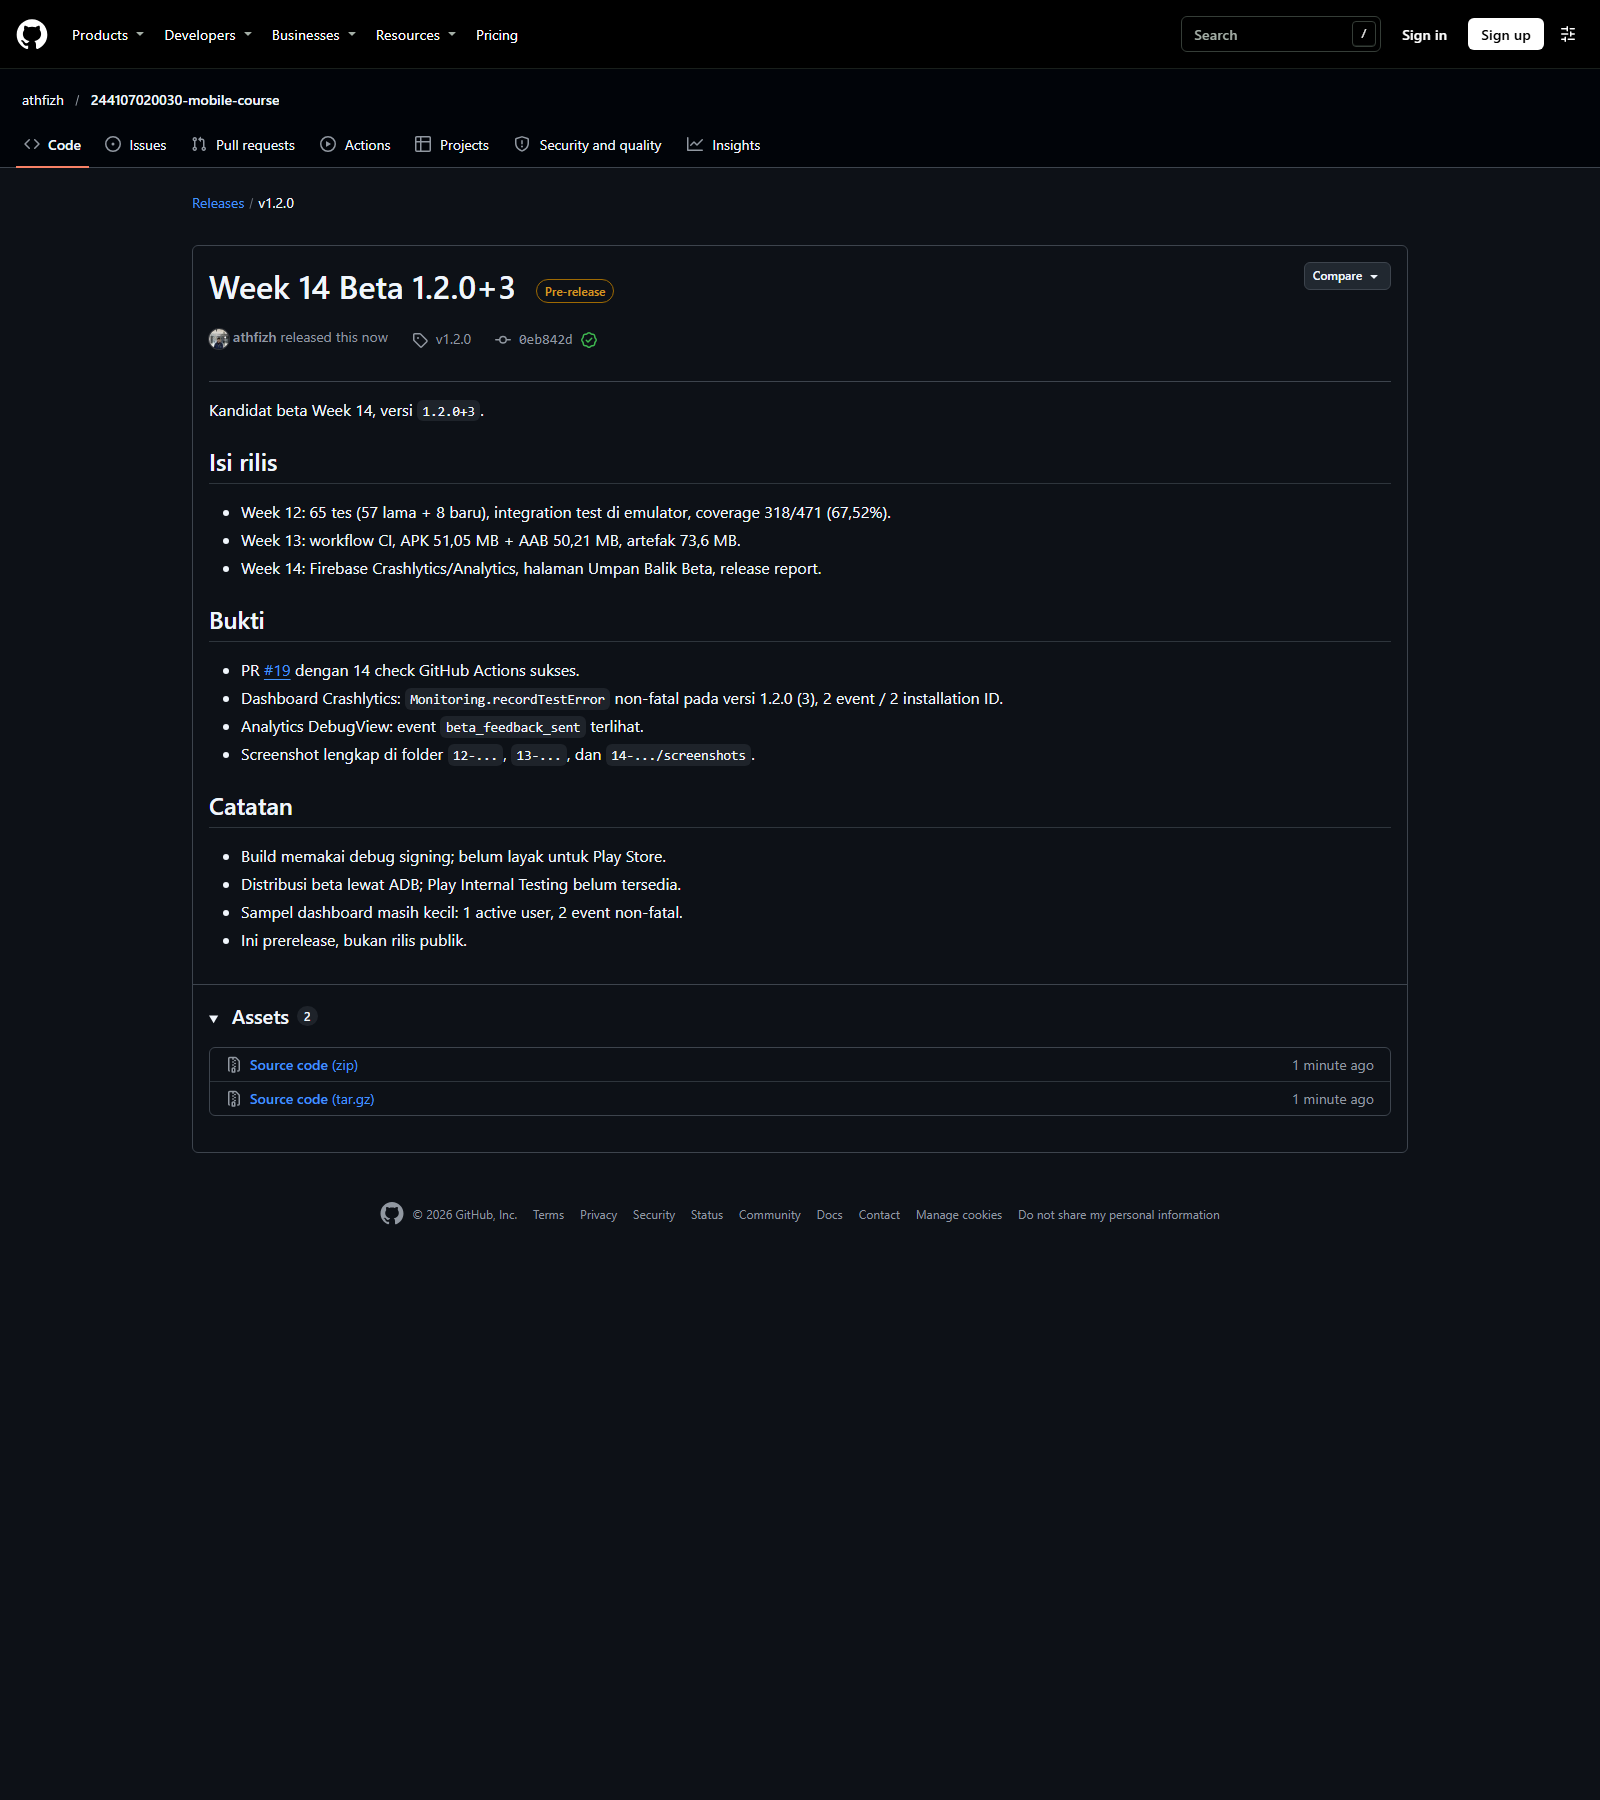 Products Developers Businesses Resources Pricing Search / Sign in Sign up
athfizh / 244107020030-mobile-course
Code Issues Pull requests Actions Projects Security and quality Insights
Releases / v1.2.0
Week 14 Beta 1.2.0+3 Pre-release Compare
athfizh released this now v1.2.0 0eb842d
Kandidat beta Week 14, versi 1.2.0+3.
Isi rilis
• Week 12: 65 tes (57 lama + 8 baru), integration test di emulator, coverage 318/471 (67,52%).
• Week 13: workflow CI, APK 51,05 MB + AAB 50,21 MB, artefak 73,6 MB.
• Week 14: Firebase Crashlytics/Analytics, halaman Umpan Balik Beta, release report.
Bukti
• PR #19 dengan 14 check GitHub Actions sukses.
• Dashboard Crashlytics: Monitoring.recordTestError non-fatal pada versi 1.2.0 (3), 2 event / 2 installation ID.
• Analytics DebugView: event beta_feedback_sent terlihat.
• Screenshot lengkap di folder 12-..., 13-..., dan 14-.../screenshots.
Catatan
• Build memakai debug signing; belum layak untuk Play Store.
• Distribusi beta lewat ADB; Play Internal Testing belum tersedia.
• Sampel dashboard masih kecil: 1 active user, 2 event non-fatal.
• Ini prerelease, bukan rilis publik.
Assets 2
Source code (zip) 1 minute ago
Source code (tar.gz) 1 minute ago
© 2026 GitHub, Inc. Terms Privacy Security Status Community Docs Contact Manage cookies Do not share my personal information